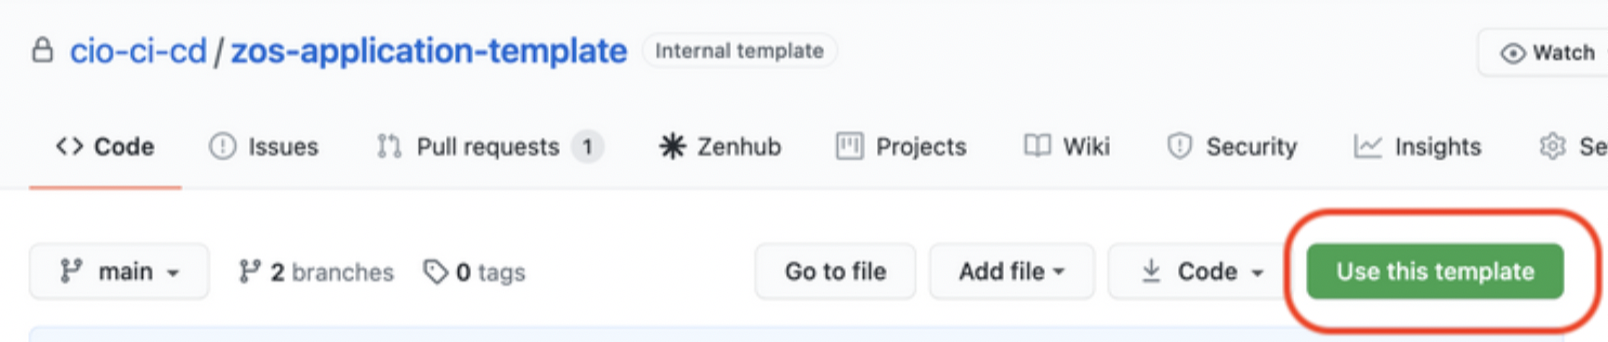 cio-ci-cd / zos-application-template Internal template Watch
Code Issues Pull requests 1 Zenhub Projects Wiki Security Insights Se
main 2 branches 0 tags Go to file Add file Code Use this template